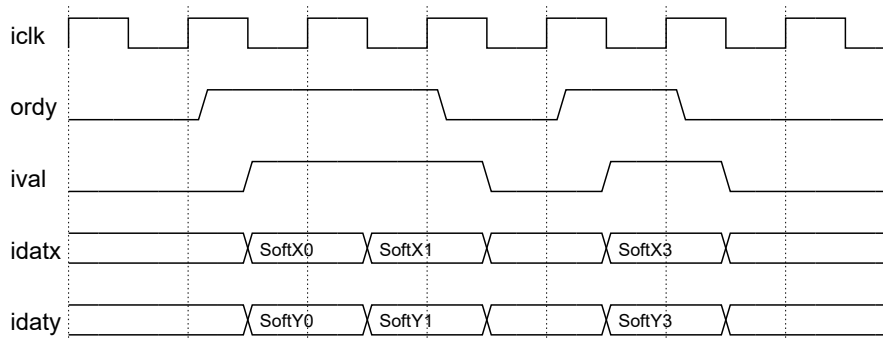 iclk
ordy
ival
idatx SoftX0 SoftX1 SoftX3
idaty SoftY0 SoftY1 SoftY3